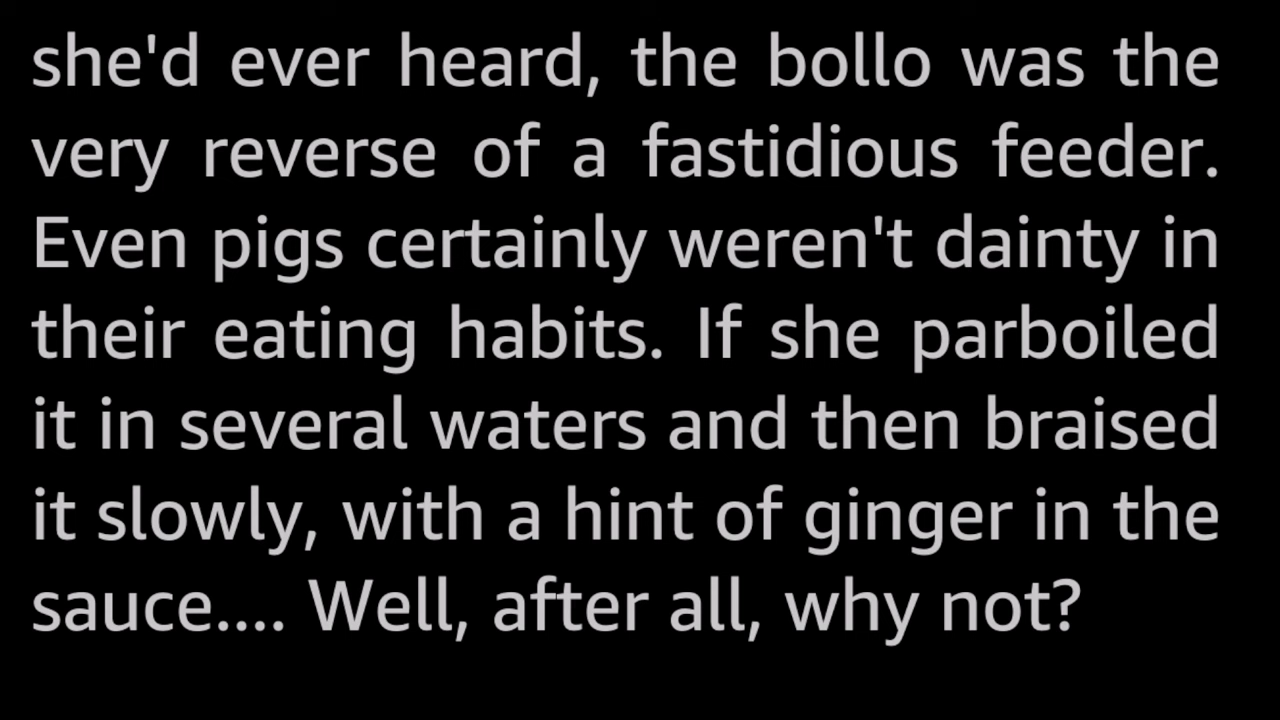 she'd ever heard, the bollo was the
very reverse of a fastidious feeder.
Even pigs certainly weren't dainty in
their eating habits. If she parboiled
it in several waters and then braised
it slowly, with a hint of ginger in the
sauce.... Well, after all, why not?